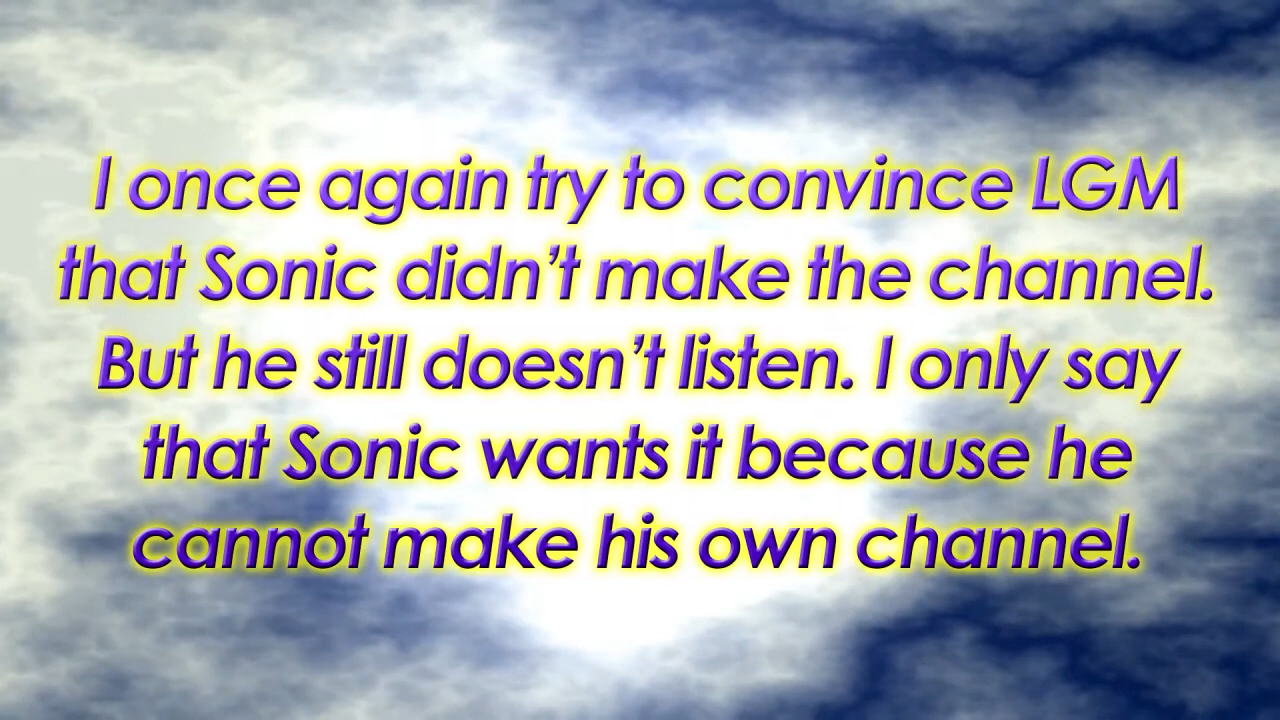 I once again try to convince LGM
that Sonic didn’t make the channel.
But he still doesn’t listen. I only say
that Sonic wants it because he
cannot make his own channel.